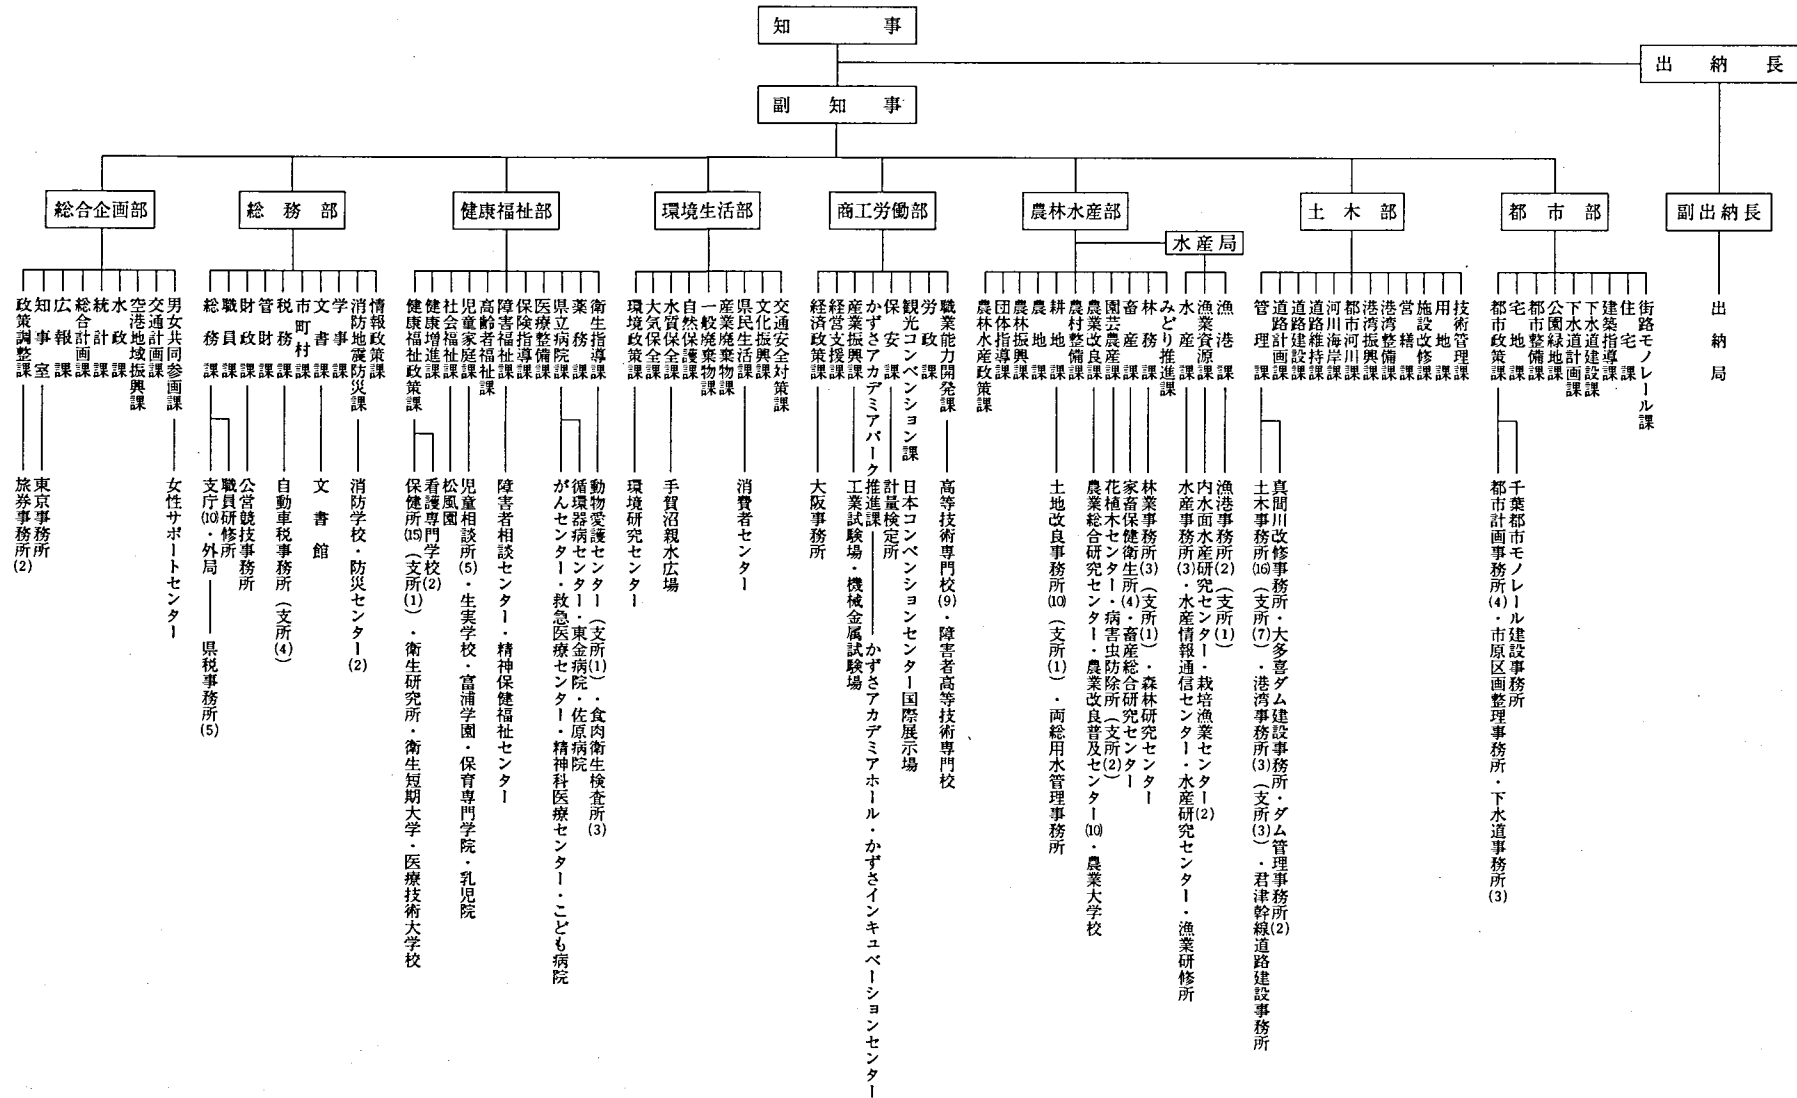 知事
出納長
副知事
総合企画部
総務部
健康福祉部
環境生活部
商工労働部
農林水産部
土木部
都市部
副出納長
水産局
政策調整課
知事室
広報課
総合計画課
統計課
水政課
空港地域振興課
交通計画課
男女共同参画課
総務課
職員課
財政課
管財課
税務課
市町村課
文書課
学事課
消防地震防災課
情報政策課
健康福祉政策課
健康増進課
社会福祉課
児童家庭課
高齢者福祉課
障害福祉課
保険指導課
医療整備課
県立病院課
薬務課
衛生指導課
環境政策課
大気保全課
水質保全課
自然保護課
一般廃棄物課
産業廃棄物課
県民生活課
文化振興課
交通安全対策課
経済政策課
経営支援課
産業振興課
かずさアカデミアパーク推進課
保安課
観光コンベンション課
労政課
職業能力開発課
農林水産政策課
団体指導課
農林振興課
農地課
耕地課
農村整備課
農業改良課
園芸農産課
畜産課
林務課
みどり推進課
水産課
漁業資源課
漁港課
管理課
道路計画課
道路建設課
道路維持課
河川海岸課
都市河川課
港湾振興課
港湾整備課
営繕課
施設改修課
用地課
技術管理課
都市政策課
宅地課
都市整備課
公園緑地課
下水道計画課
下水道建設課
建築指導課
住宅課
街路モノレール課
出納局
旅券事務所(2)
東京事務所
女性サポートセンター
支庁(10)・外局
県税事務所(5)
職員研修所
公営競技事務所
自動車税事務所(支所(4))
文書館
消防学校・防災センター(2)
保健所(15)(支所(1))・衛生研究所・衛生短期大学・医療技術大学校
看護専門学校(2)
松風園
児童相談所(5)・生実学校・富浦学園・保育専門学院・乳児院
障害者相談センター・精神保健福祉センター
がんセンター・救急医療センター・精神科医療センター・こども病院
循環器病センター・東金病院・佐原病院
動物愛護センター(支所(1))・食肉衛生検査所(3)
環境研究センター
手賀沼親水広場
消費者センター
大阪事務所
工業試験場・機械金属試験場
かずさアカデミアホール・かずさインキュベーションセンター
計量検定所
日本コンベンションセンター国際展示場
高等技術専門校(9)・障害者高等技術専門校
土地改良事務所(10)(支所(1))・両総用水管理事務所
農業総合研究センター・農業改良普及センター(10)・農業大学校
花植木センター・病害虫防除所(支所(2))
家畜保健衛生所(4)・畜産総合研究センター
林業事務所(3)(支所(1))・森林研究センター
水産事務所(3)・水産情報通信センター・水産研究センター・漁業研修所
内水面水産研究センター・栽培漁業センター(2)
漁港事務所(2)(支所(1))
土木事務所(16)(支所(7))・港湾事務所(3)(支所(3))・君津幹線道路建設事務所
真間川改修事務所・大多喜ダム建設事務所・ダム管理事務所(2)
都市計画事務所(4)・市原区画整理事務所・下水道事務所(3)
千葉都市モノレール建設事務所